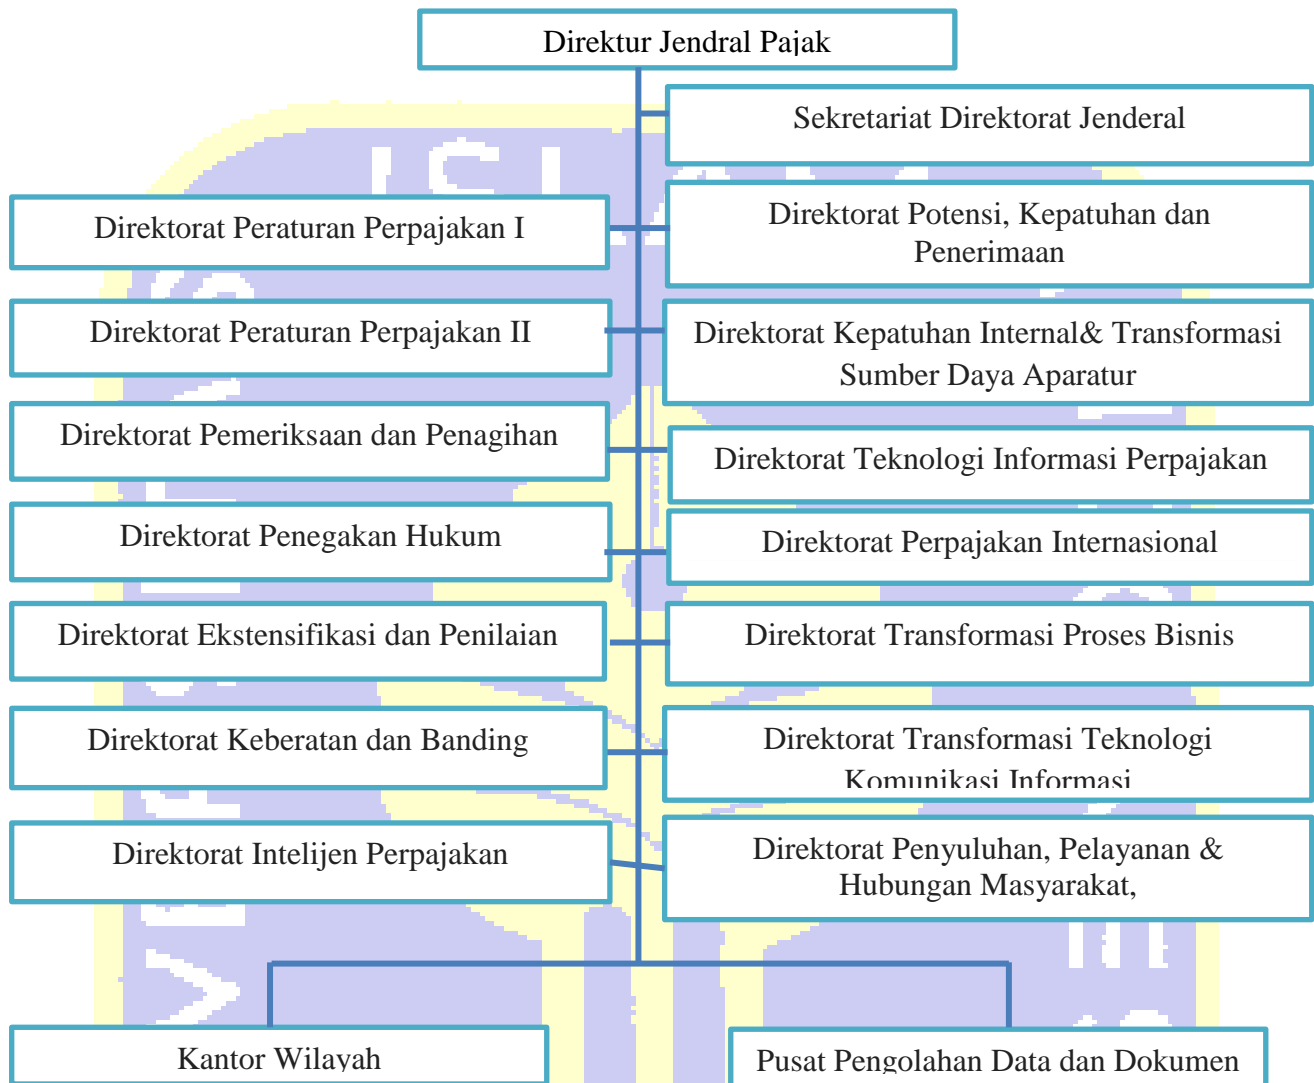 Direktur Jendral Pajak
Sekretariat Direktorat Jenderal
Direktorat Peraturan Perpajakan I
Direktorat Potensi, Kepatuhan dan
Penerimaan
Direktorat Peraturan Perpajakan II
Direktorat Kepatuhan Internal& Transformasi
Sumber Daya Aparatur
Direktorat Pemeriksaan dan Penagihan
Direktorat Teknologi Informasi Perpajakan
Direktorat Penegakan Hukum
Direktorat Perpajakan Internasional
Direktorat Ekstensifikasi dan Penilaian
Direktorat Transformasi Proses Bisnis
Direktorat Keberatan dan Banding
Direktorat Transformasi Teknologi
Komunikasi Informasi
Direktorat Intelijen Perpajakan
Direktorat Penyuluhan, Pelayanan &
Hubungan Masyarakat,
Kantor Wilayah
Pusat Pengolahan Data dan Dokumen